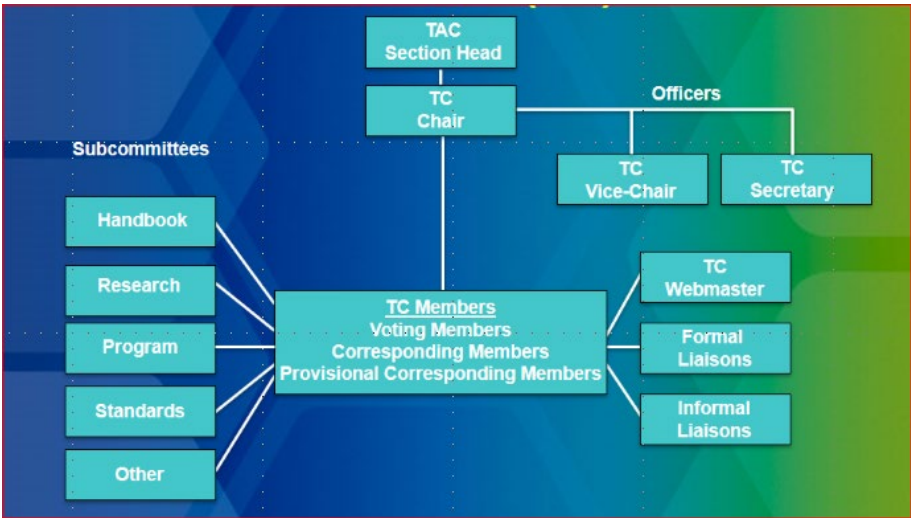 TAC
Section Head
TC
Chair
Officers
TC
Vice-Chair
TC
Secretary
Subcommittees
Handbook
Research
Program
Standards
Other
TC Members
Voting Members
Corresponding Members
Provisional Corresponding Members
TC
Webmaster
Formal
Liaisons
Informal
Liaisons